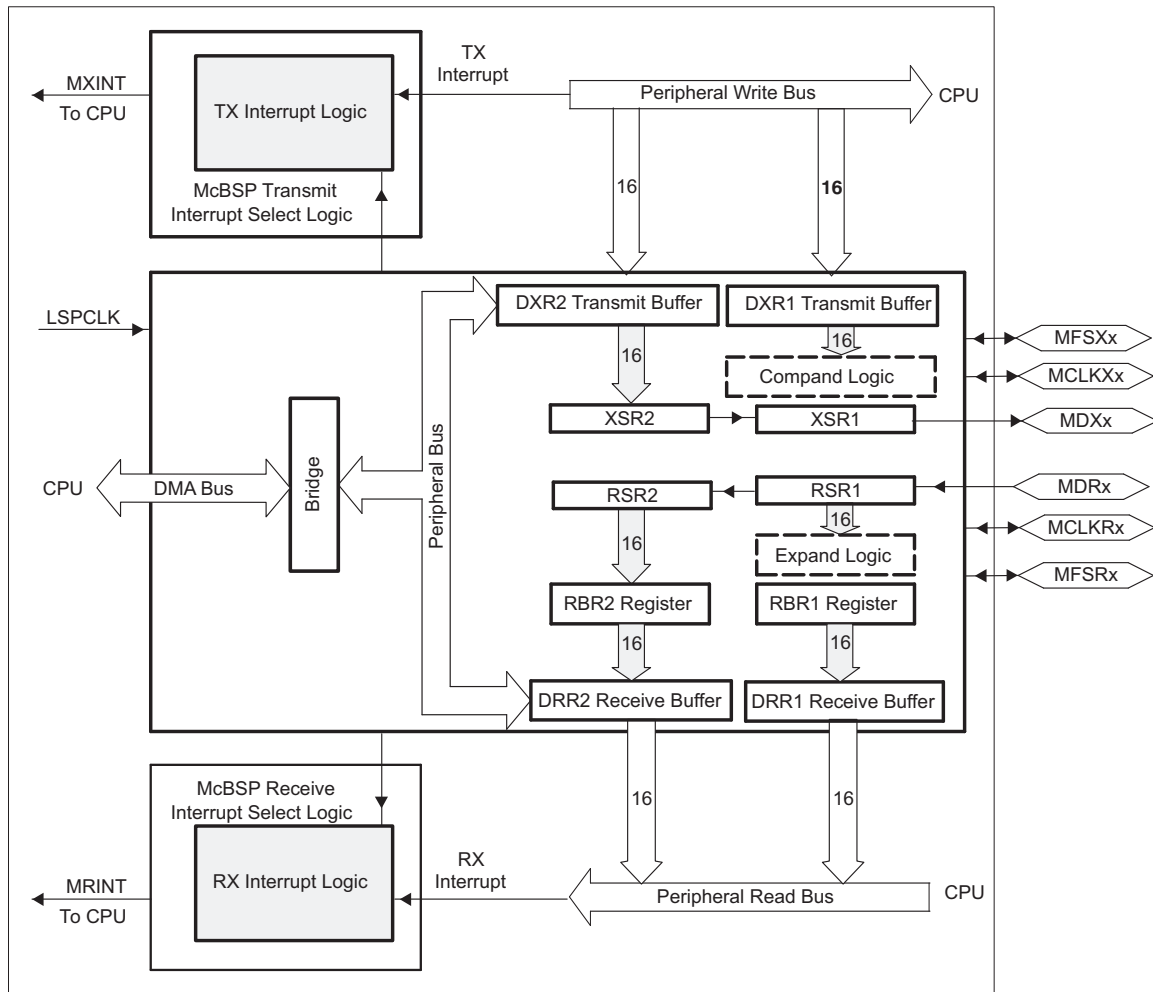 TX
Interrupt
MXINT
To CPU
TX Interrupt Logic
McBSP Transmit
Interrupt Select Logic
Peripheral Write Bus
CPU
16
16
LSPCLK
DXR2 Transmit Buffer
DXR1 Transmit Buffer
16
16
Compand Logic
XSR2
XSR1
MFSXx
MCLKXx
MDXx
CPU
DMA Bus
Bridge
Peripheral Bus
RSR2
RSR1
16
16
Expand Logic
RBR2 Register
RBR1 Register
16
16
DRR2 Receive Buffer
DRR1 Receive Buffer
MDRx
MCLKRx
MFSRx
McBSP Receive
Interrupt Select Logic
RX Interrupt Logic
MRINT
To CPU
RX
Interrupt
16
16
Peripheral Read Bus
CPU